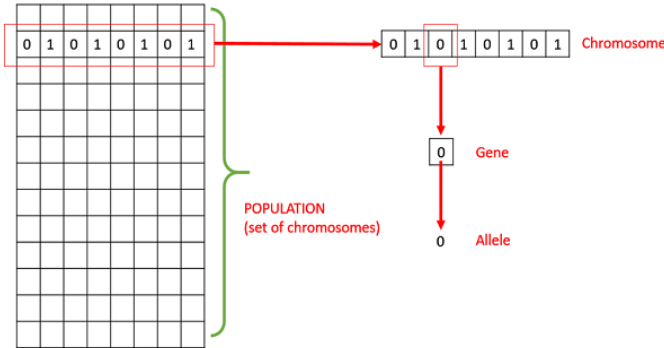 0 1 0 1 0 1 0 1
0 1 0 1 0 1 0 1 Chromosome
0 Gene
POPULATION
(set of chromosomes)
0 Allele